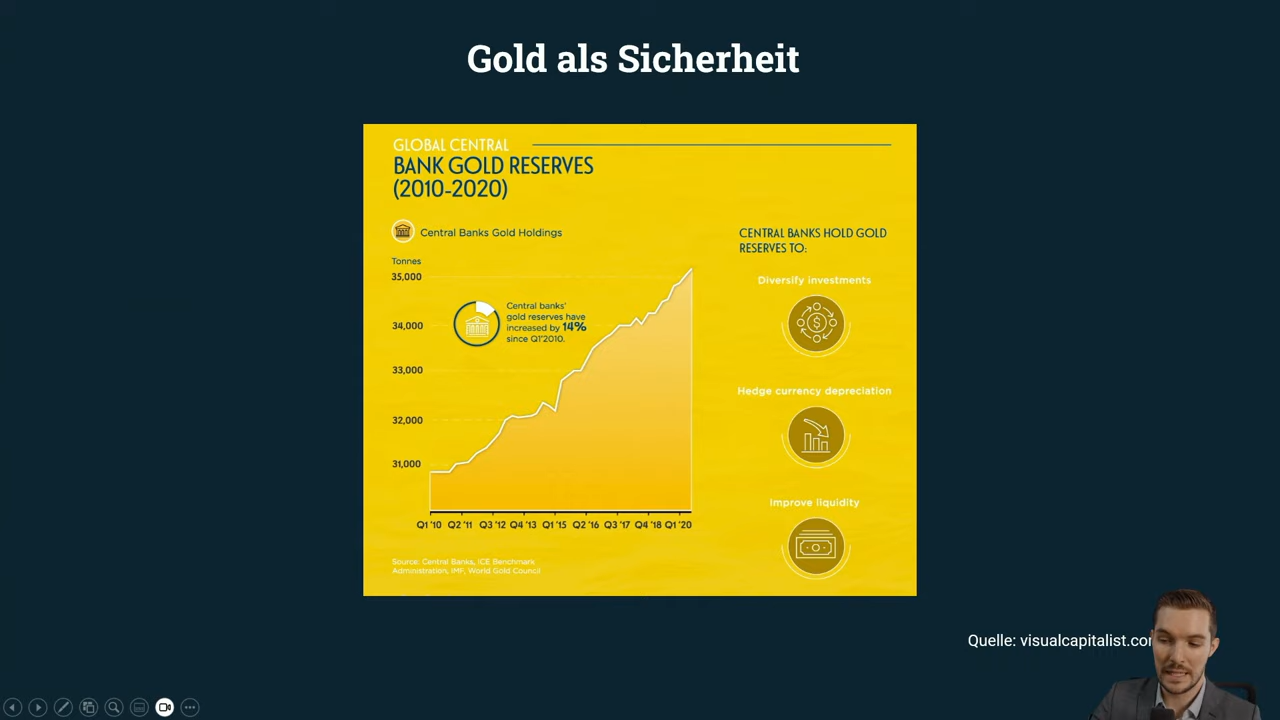 Gold als Sicherheit
GLOBAL CENTRAL
BANK GOLD RESERVES
(2010-2020)
Central Banks Gold Holdings
Tonnes
35,000
34,000
33,000
32,000
31,000
Central banks'
gold reserves have
increased by 14%
since Q1'2010.
Q1 '10 Q2 '11 Q3 '12 Q4 '13 Q1 '15 Q2 '16 Q3 '17 Q4 '18 Q1 '20
Source: Central Banks, ICE Benchmark
Administration, IMF, World Gold Council
CENTRAL BANKS HOLD GOLD
RESERVES TO:
Diversify investments
$
Hedge currency depreciation
Improve liquidity
Quelle: visualcapitalist.co